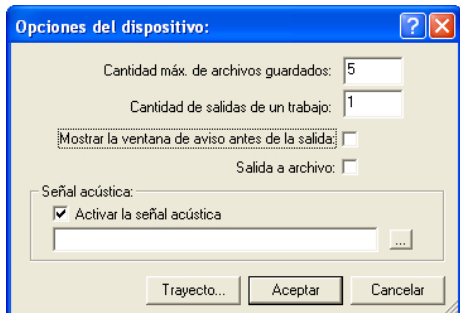 Opciones del dispositivo:
Cantidad máx. de archivos guardados: 5
Cantidad de salidas de un trabajo: 1
Mostrar la ventana de aviso antes de la salida:
Salida a archivo:
Señal acústica:
Activar la señal acústica
...
Trayecto... Aceptar Cancelar